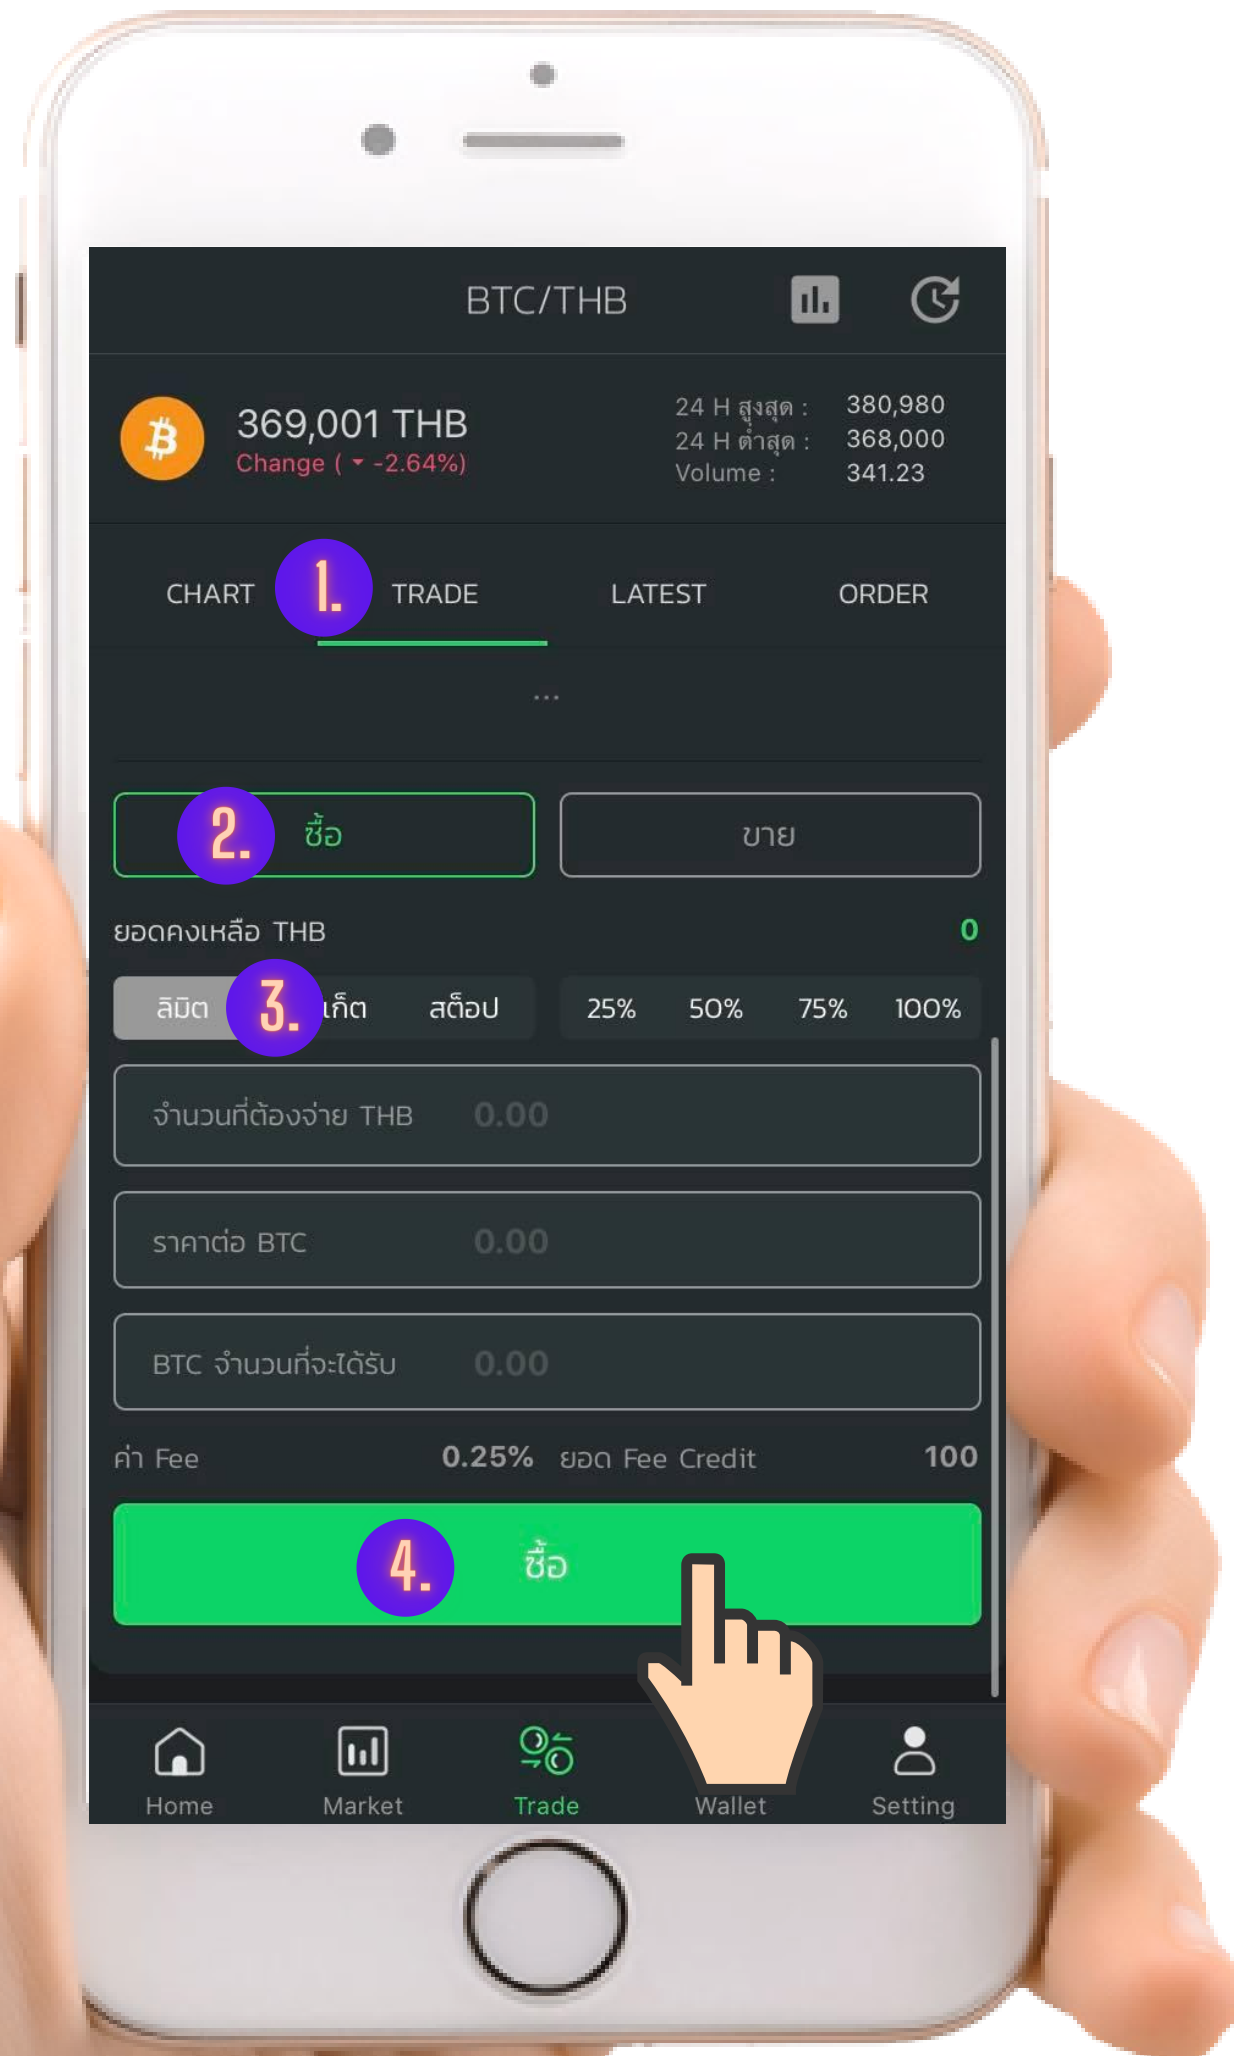 BTC/THB
369,001 THB
Change ( -2.64%)
24 H สูงสุด : 380,980
24 H ต่ำสุด : 368,000
Volume : 341.23
CHART 1. TRADE LATEST ORDER
...
2. ซื้อ ขาย
ยอดคงเหลือ THB 0
ลิมิต 3. เก็ต สต็อป 25% 50% 75% 100%
จำนวนที่ต้องจ่าย THB 0.00
ราคาต่อ BTC 0.00
BTC จำนวนที่จะได้รับ 0.00
ค่า Fee 0.25% ยอด Fee Credit 100
4. ซื้อ
Home Market Trade Wallet Setting